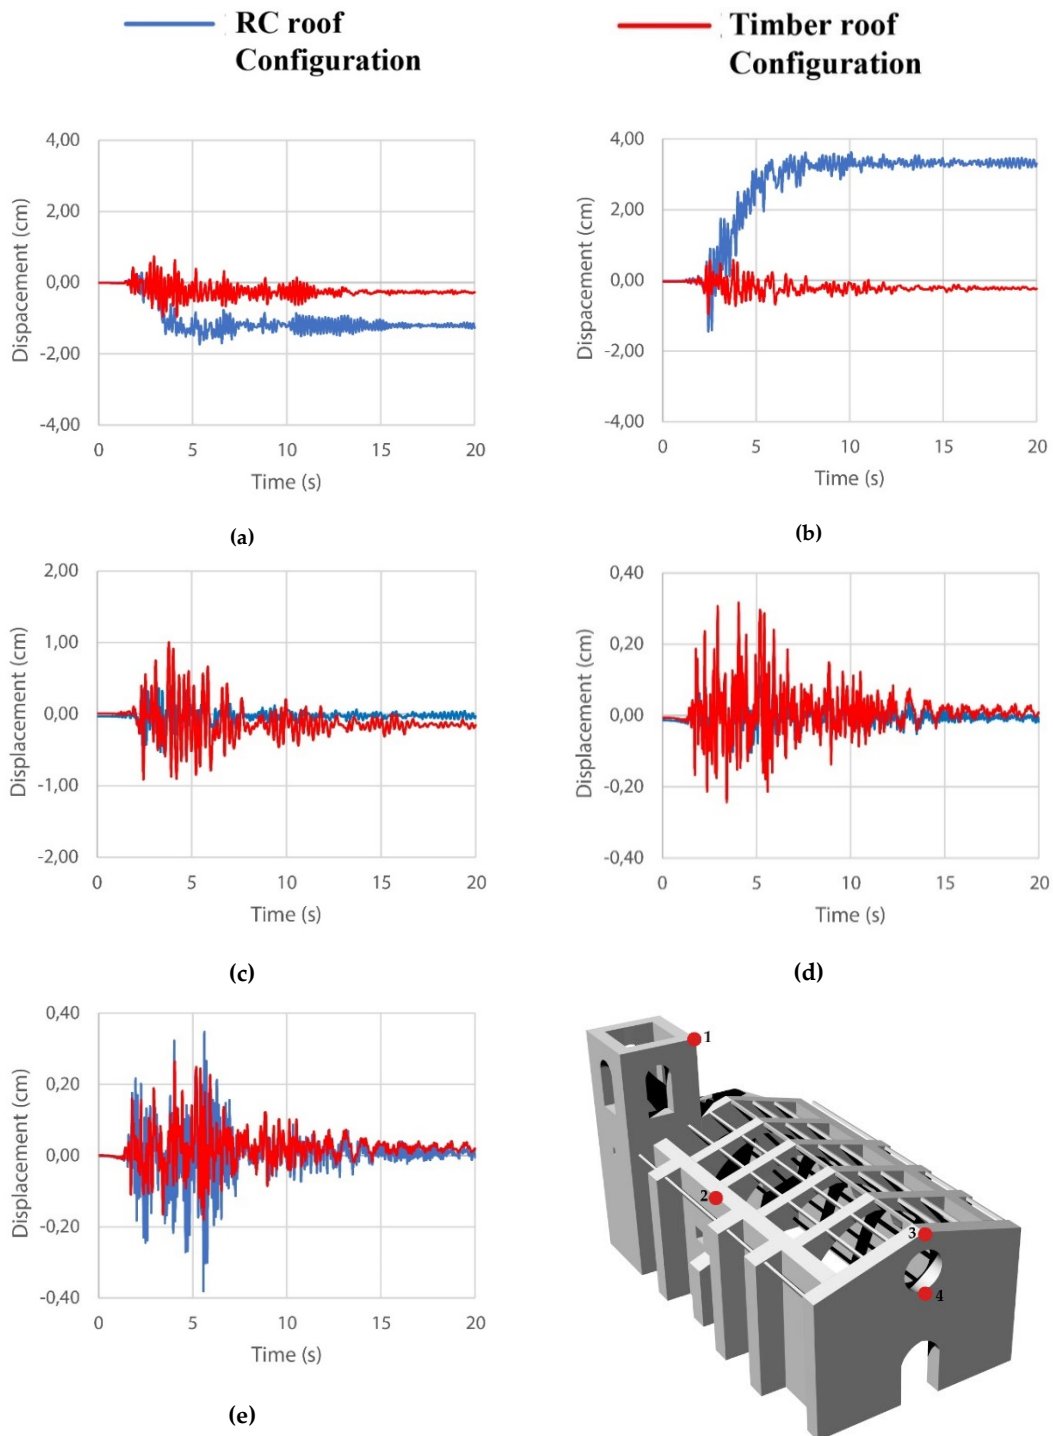 RC roof
Configuration
Timber roof
Configuration
4,00
2,00
0,00
-2,00
-4,00
Dispacement (cm)
0 5 10 15 20
Time (s)
(a)
4,00
2,00
0,00
-2,00
-4,00
Dispacement (cm)
0 5 10 15 20
Time (s)
(b)
2,00
1,00
0,00
-1,00
-2,00
Displacement (cm)
0 5 10 15 20
Time (s)
(c)
0,40
0,20
0,00
-0,20
-0,40
Displacement (cm)
0 5 10 15 20
Time (s)
(d)
0,40
0,20
0,00
-0,20
-0,40
Displacement (cm)
0 5 10 15 20
Time (s)
(e)
1
2
3
4